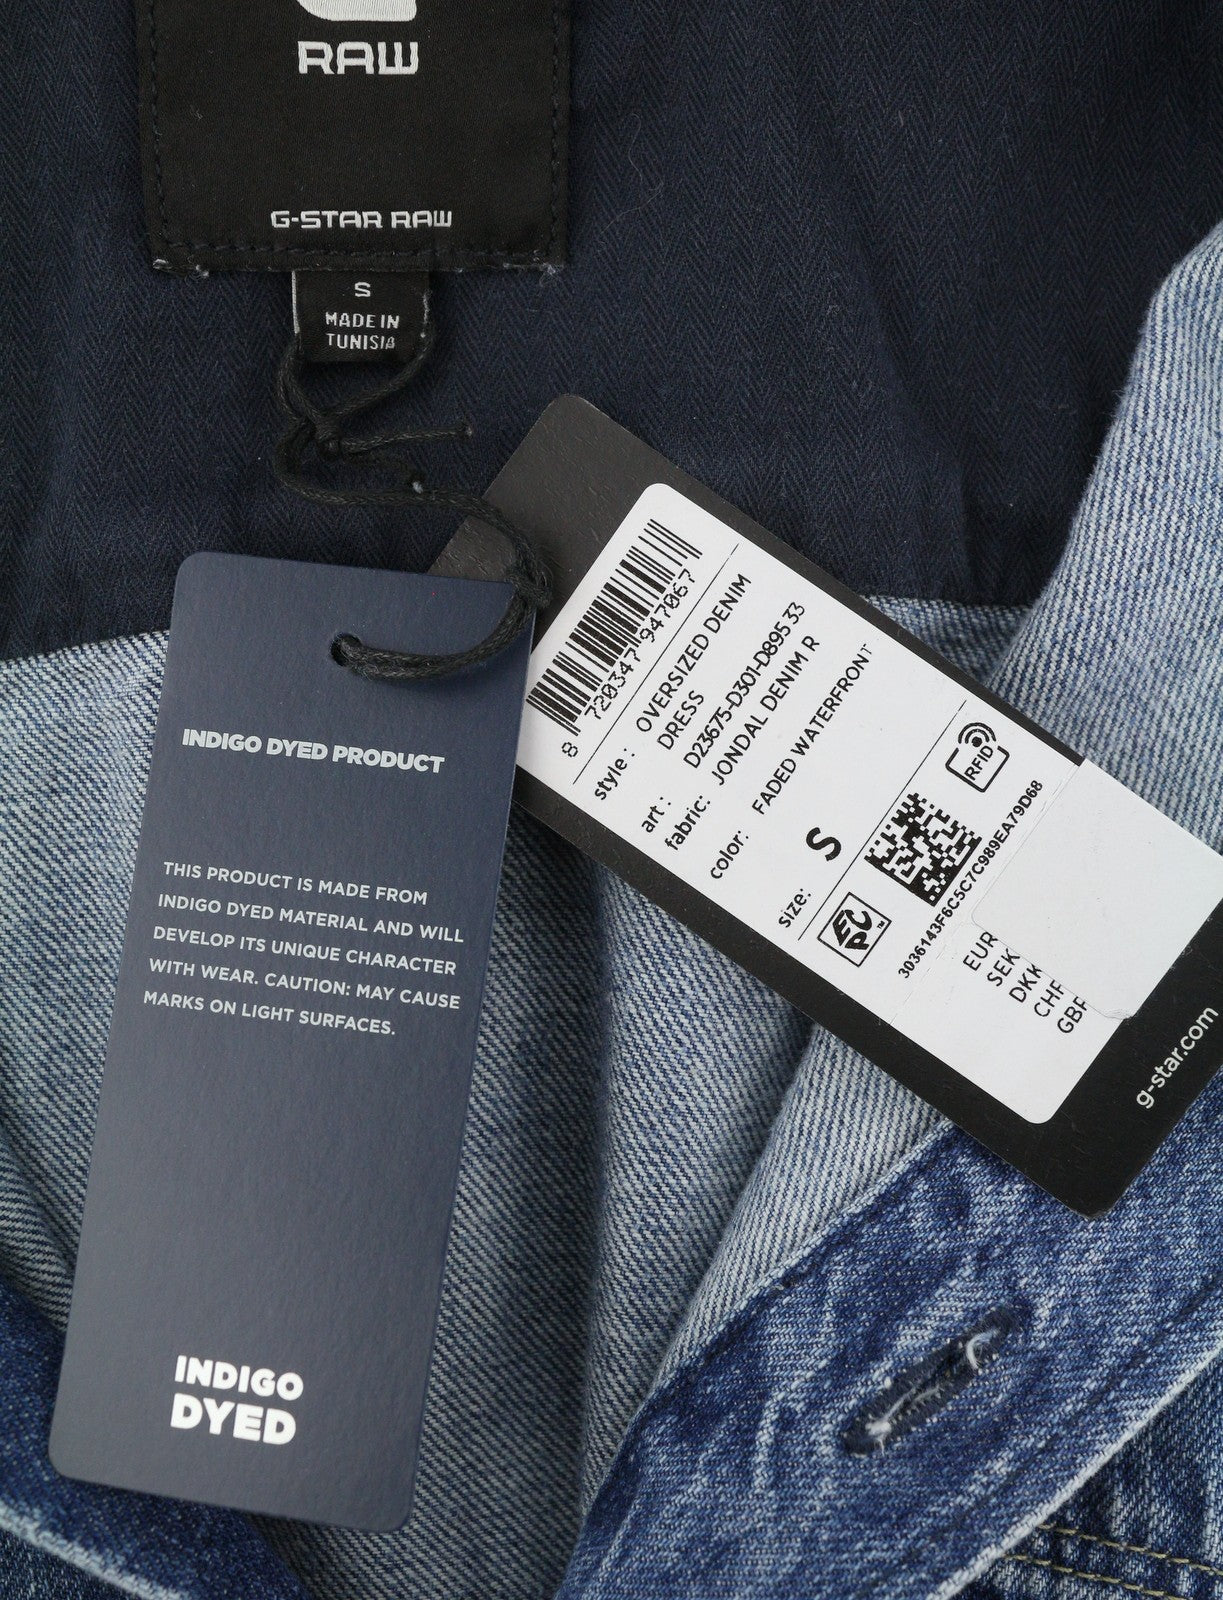 RAW
G-STAR RAW
S
MADE IN
TUNISIA
INDIGO DYED PRODUCT
THIS PRODUCT IS MADE FROM
INDIGO DYED MATERIAL AND WILL
DEVELOP ITS UNIQUE CHARACTER
WITH WEAR. CAUTION: MAY CAUSE
MARKS ON LIGHT SURFACES.
INDIGO
DYED
8 720347 947067
style: OVERSIZED DENIM
DRESS
art: D23675-D301-D895 33
fabric: JONDAL DENIM R
color: FADED WATERFRONT
size: S
EPC™
RFID
3036143F6C5C7C989EA79D68
EUR
SEK
DKK
CHF
GBP
g-star.com